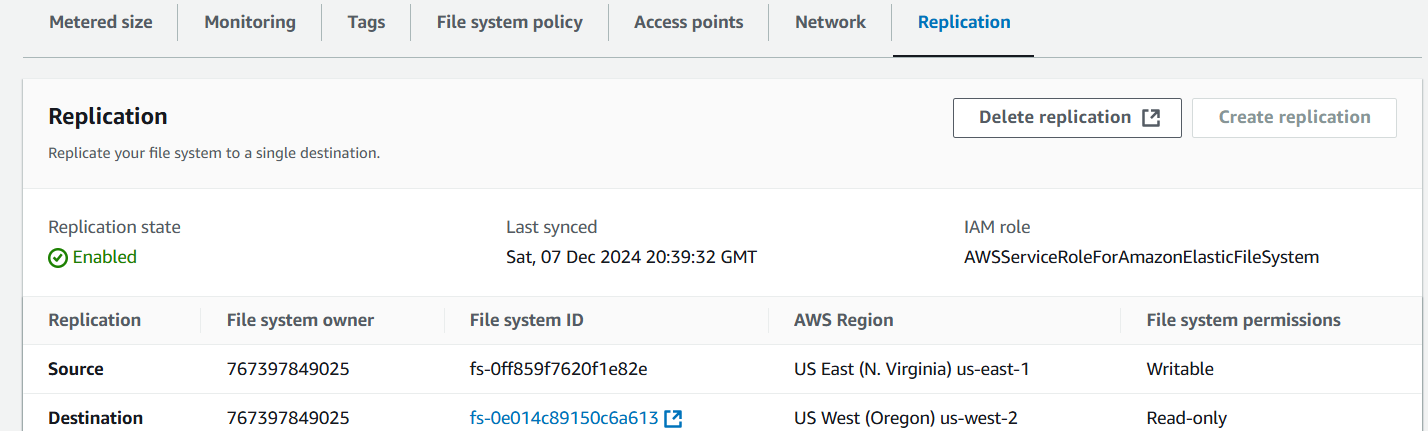 Metered size Monitoring Tags File system policy Access points Network Replication
Replication Delete replication Create replication
Replicate your file system to a single destination.
Replication state Last synced IAM role
Enabled Sat, 07 Dec 2024 20:39:32 GMT AWSServiceRoleForAmazonElasticFileSystem
Replication File system owner File system ID AWS Region File system permissions
Source 767397849025 fs-0ff859f7620f1e82e US East (N. Virginia) us-east-1 Writable
Destination 767397849025 fs-0e014c89150c6a613 US West (Oregon) us-west-2 Read-only